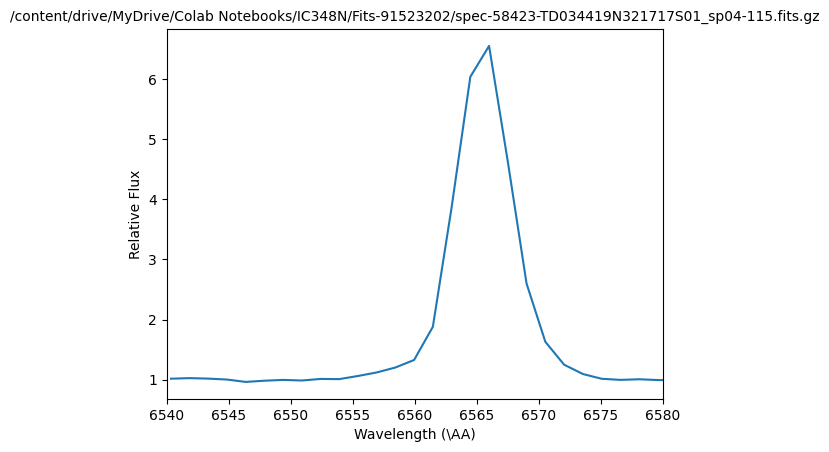 /content/drive/MyDrive/Colab Notebooks/IC348N/Fits-91523202/spec-58423-TD034419N321717S01_sp04-115.fits.gz
6
5
4
3
2
1
Relative Flux
6540 6545 6550 6555 6560 6565 6570 6575 6580
Wavelength (\AA)